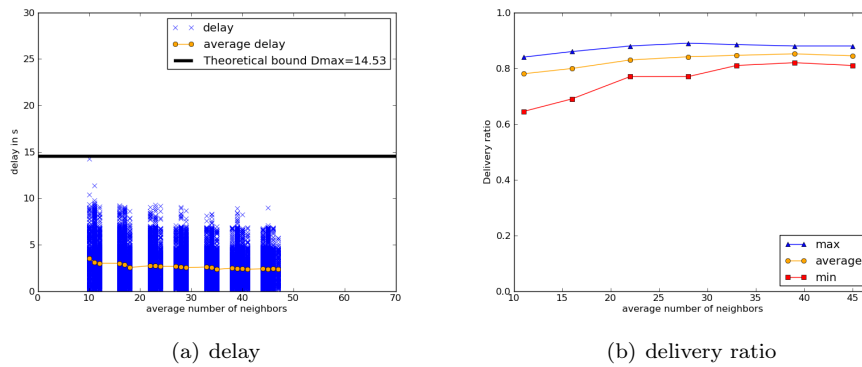 30
25
20
15
10
5
0
delay in s
0 10 20 30 40 50 60 70
average number of neighbors
delay
average delay
Theoretical bound Dmax=14.53
(a) delay
1.0
0.8
0.6
0.4
0.2
0.0
Delivery ratio
11 16 20 25 30 35 40 45
average number of neighbors
max
average
min
(b) delivery ratio